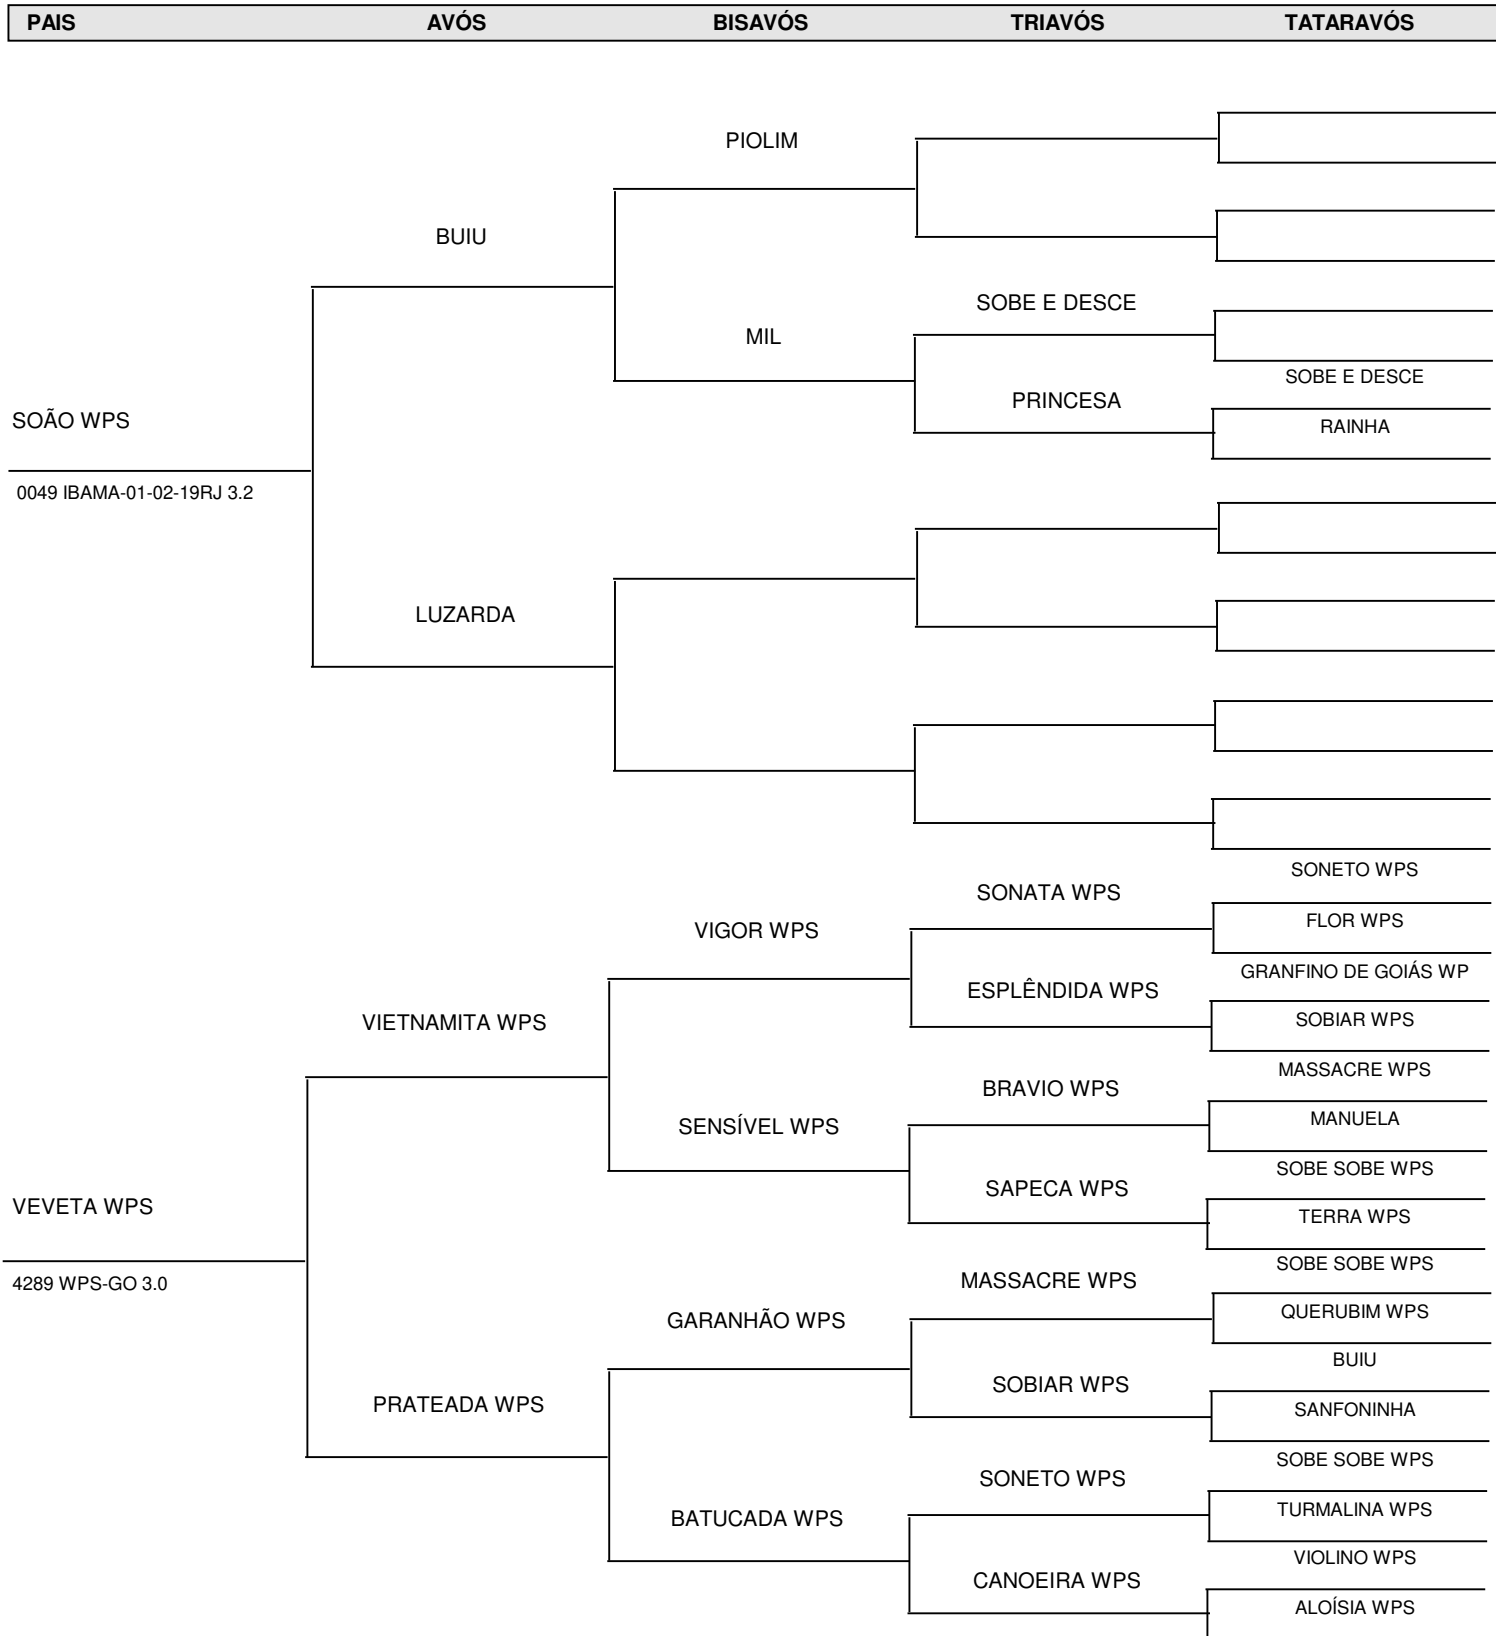 PAIS AVÓS BISAVÓS TRIAVÓS TATARAVÓS
PIOLIM
BUIU
SOBE E DESCE
MIL
SOBE E DESCE
PRINCESA
SOÃO WPS
RAINHA
0049 IBAMA-01-02-19RJ 3.2
LUZARDA
SONETO WPS
SONATA WPS
FLOR WPS
VIGOR WPS
GRANFINO DE GOIÁS WP
ESPLÊNDIDA WPS
SOBIAR WPS
VIETNAMITA WPS
MASSACRE WPS
BRAVIO WPS
MANUELA
SENSÍVEL WPS
SOBE SOBE WPS
SAPECA WPS
VEVETA WPS
TERRA WPS
SOBE SOBE WPS
MASSACRE WPS
4289 WPS-GO 3.0
QUERUBIM WPS
GARANHÃO WPS
BUIU
SOBIAR WPS
PRATEADA WPS
SANFONINHA
SOBE SOBE WPS
SONETO WPS
TURMALINA WPS
BATUCADA WPS
VIOLINO WPS
CANOEIRA WPS
ALOÍSIA WPS